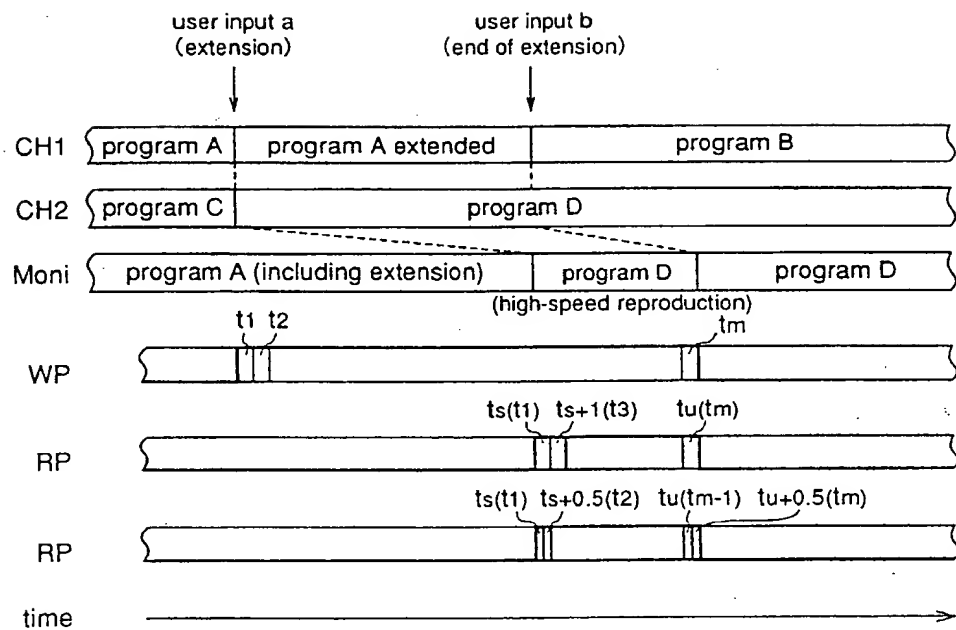 user input a
(extension)
user input b
(end of extension)
CH1 program A program A extended program B
CH2 program C program D
Moni program A (including extension) program D program D
(high-speed reproduction)
t1 t2 tm
WP
ts(t1) ts+1(t3) tu(tm)
RP
ts(t1) ts+0.5(t2) tu(tm-1) tu+0.5(tm)
RP
time